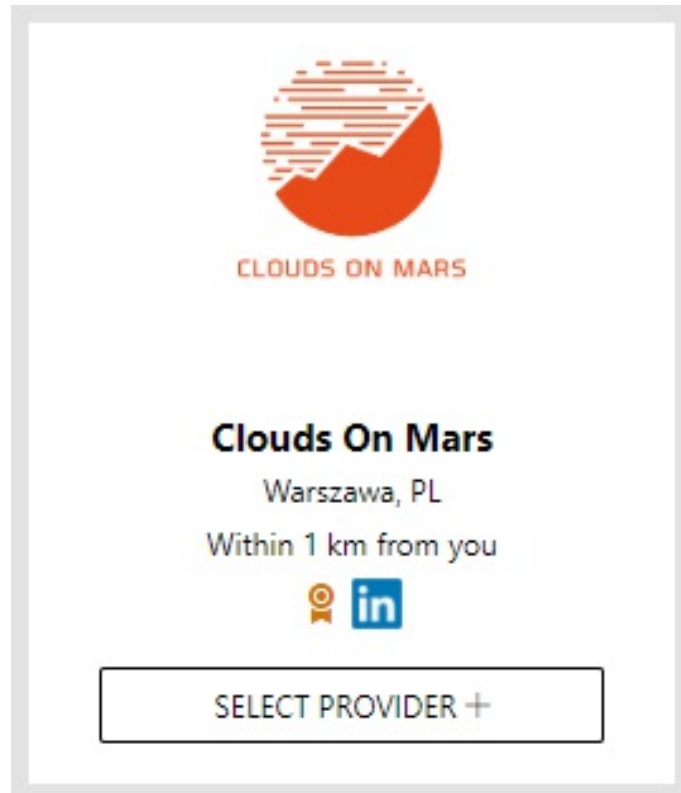 CLOUDS ON MARS
Clouds On Mars
Warszawa, PL
Within 1 km from you
in
SELECT PROVIDER +